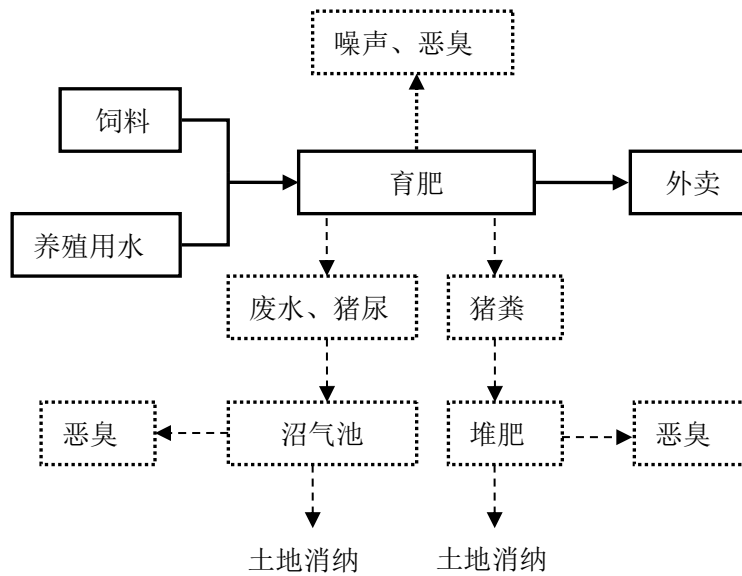 噪声、恶臭
饲料
育肥
外卖
养殖用水
废水、猪尿
猪粪
恶臭
沼气池
堆肥
恶臭
土地消纳
土地消纳